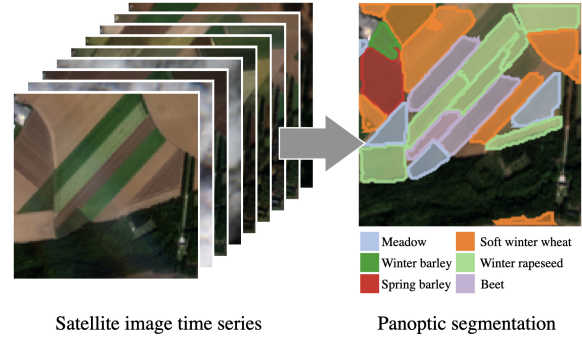 Meadow
Soft winter wheat
Winter barley
Winter rapeseed
Spring barley
Beet
Satellite image time series
Panoptic segmentation